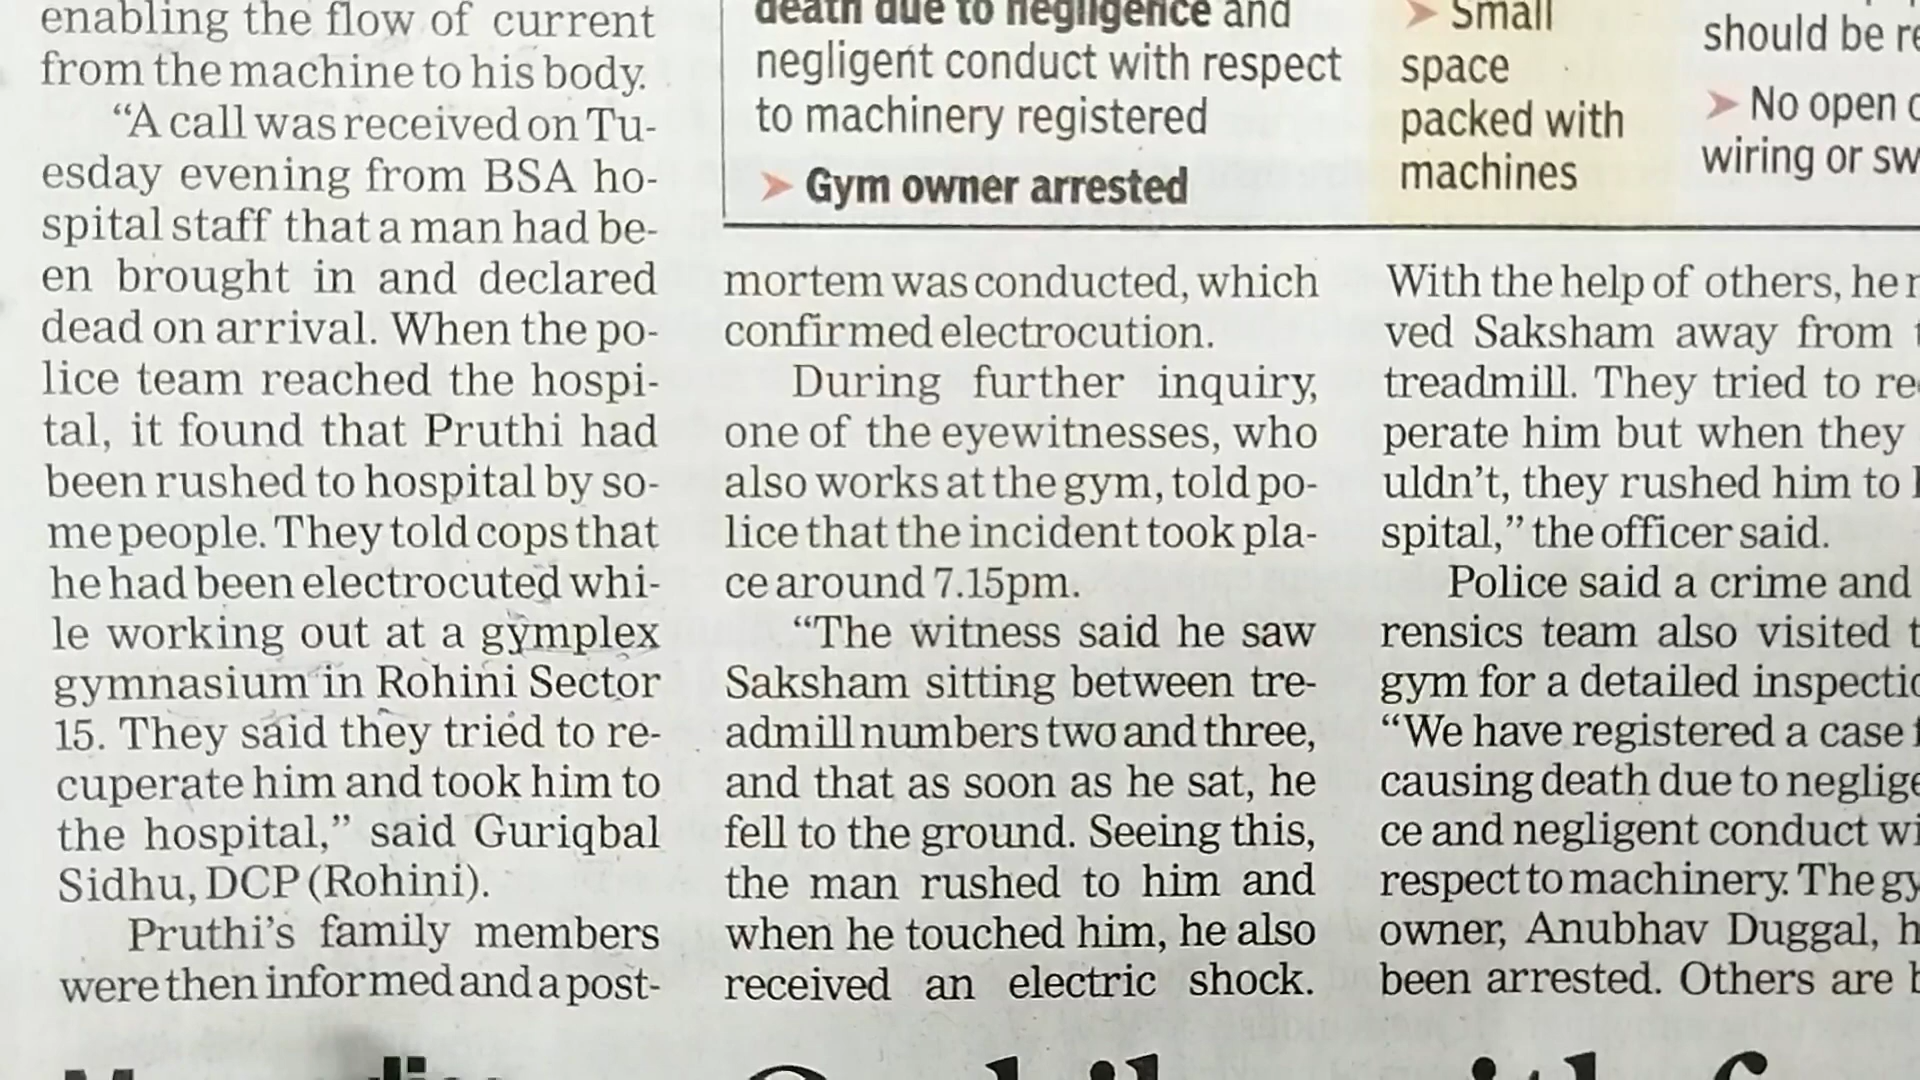 enabling the flow of current
from the machine to his body.
“A call was received on Tu-
esday evening from BSA ho-
spital staff that a man had be-
en brought in and declared
dead on arrival. When the po-
lice team reached the hospi-
tal, it found that Pruthi had
been rushed to hospital by so-
me people. They told cops that
he had been electrocuted whi-
le working out at a gymplex
gymnasium in Rohini Sector
15. They said they tried to re-
cuperate him and took him to
the hospital,” said Guriqbal
Sidhu, DCP (Rohini).
Pruthi’s family members
were then informed and a post-
death due to negligence and
negligent conduct with respect
to machinery registered
➤ Gym owner arrested
➤ Small
space
packed with
machines
should be
➤ No open
wiring or
mortem was conducted, which
confirmed electrocution.
During further inquiry,
one of the eyewitnesses, who
also works at the gym, told po-
lice that the incident took pla-
ce around 7.15pm.
“The witness said he saw
Saksham sitting between tre-
admill numbers two and three,
and that as soon as he sat, he
fell to the ground. Seeing this,
the man rushed to him and
when he touched him, he also
received an electric shock.
With the help of others, he
ved Saksham away from
treadmill. They tried to
perate him but when they
uldn’t, they rushed him to
spital,” the officer said.
Police said a crime and
rensics team also visited
gym for a detailed
“We have registered a case
causing death due to
ce and negligent conduct
respect to machinery. The
owner, Anubhav Duggal,
been arrested. Others are